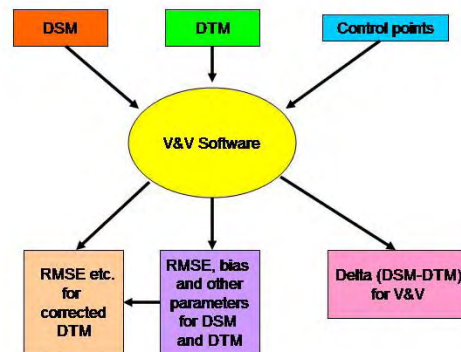 DSM
DTM
Control points
V&V Software
RMSE etc.
for
corrected
DTM
RMSE, bias
and other
parameters
for DSM
and DTM
Delta (DSM-DTM)
for V&V